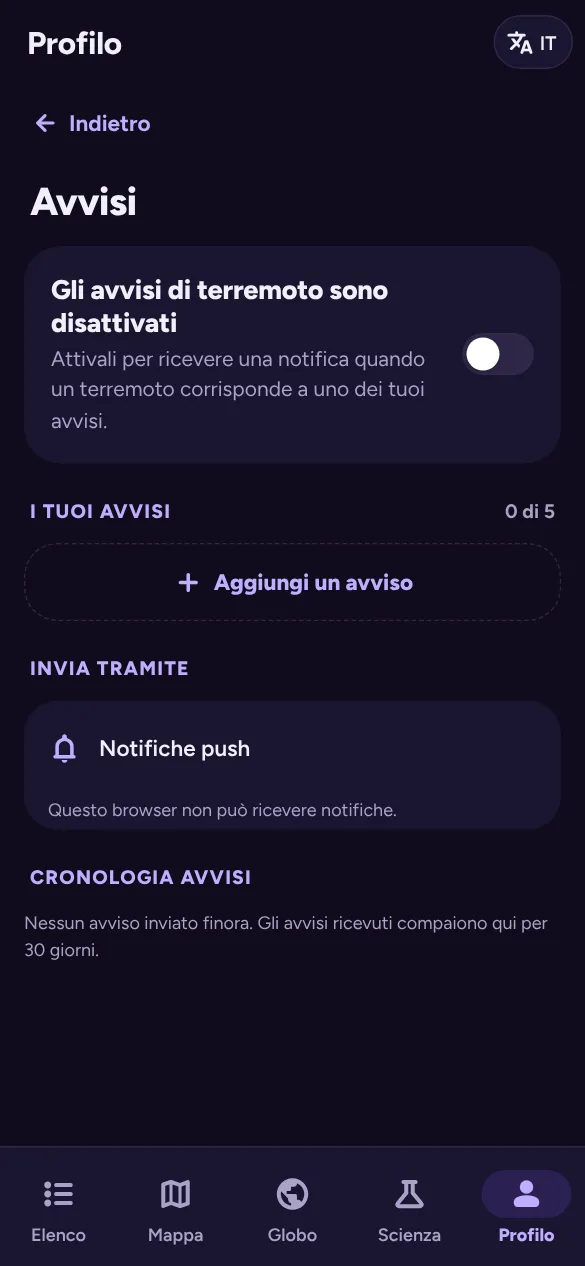 Profilo
IT
Indietro
Avvisi
Gli avvisi di terremoto sono
disattivati
Attivali per ricevere una notifica quando
un terremoto corrisponde a uno dei tuoi
avvisi.
I TUOI AVVISI
0 di 5
Aggiungi un avviso
INVIA TRAMITE
Notifiche push
Questo browser non può ricevere notifiche.
CRONOLOGIA AVVISI
Nessun avviso inviato finora. Gli avvisi ricevuti compaiono qui per
30 giorni.
Elenco
Mappa
Globo
Scienza
Profilo